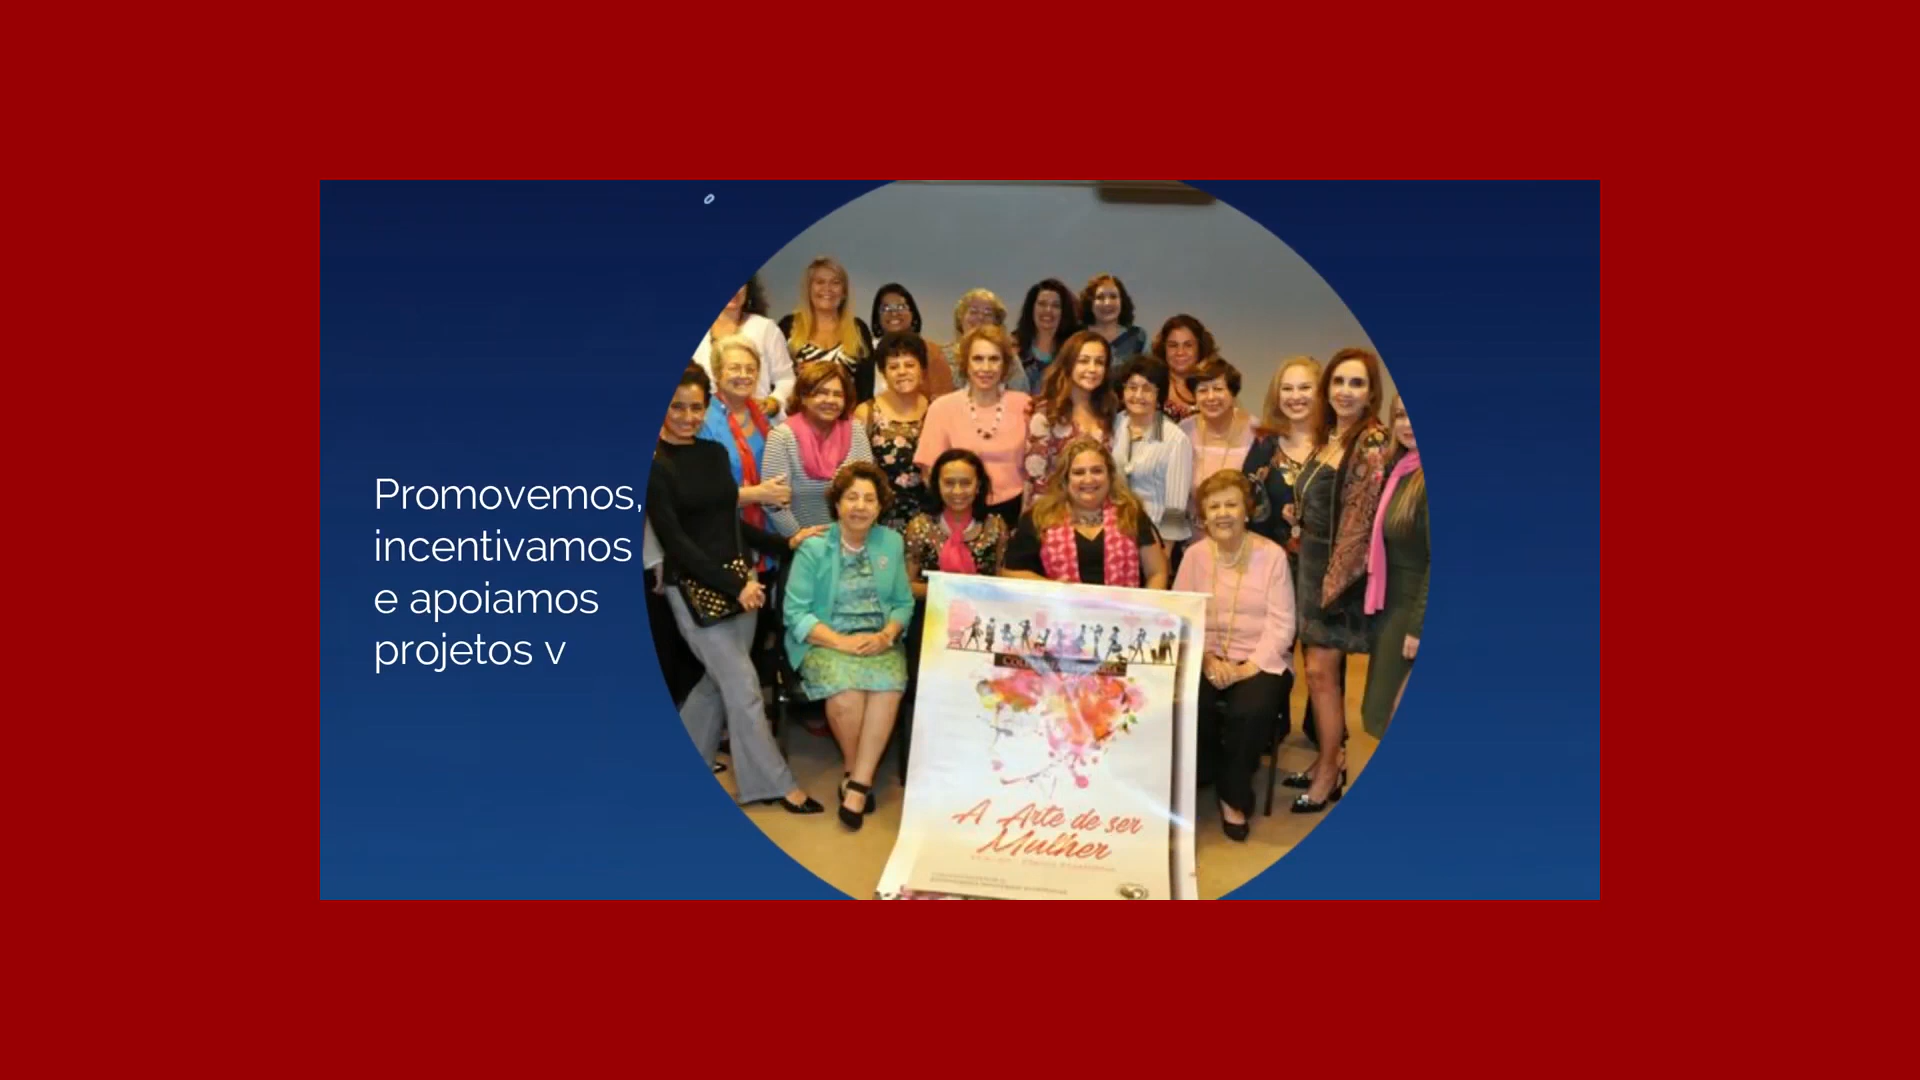 Promovemos,
incentivamos
e apoiamos
projetos v
A Arte de ser
Mulher